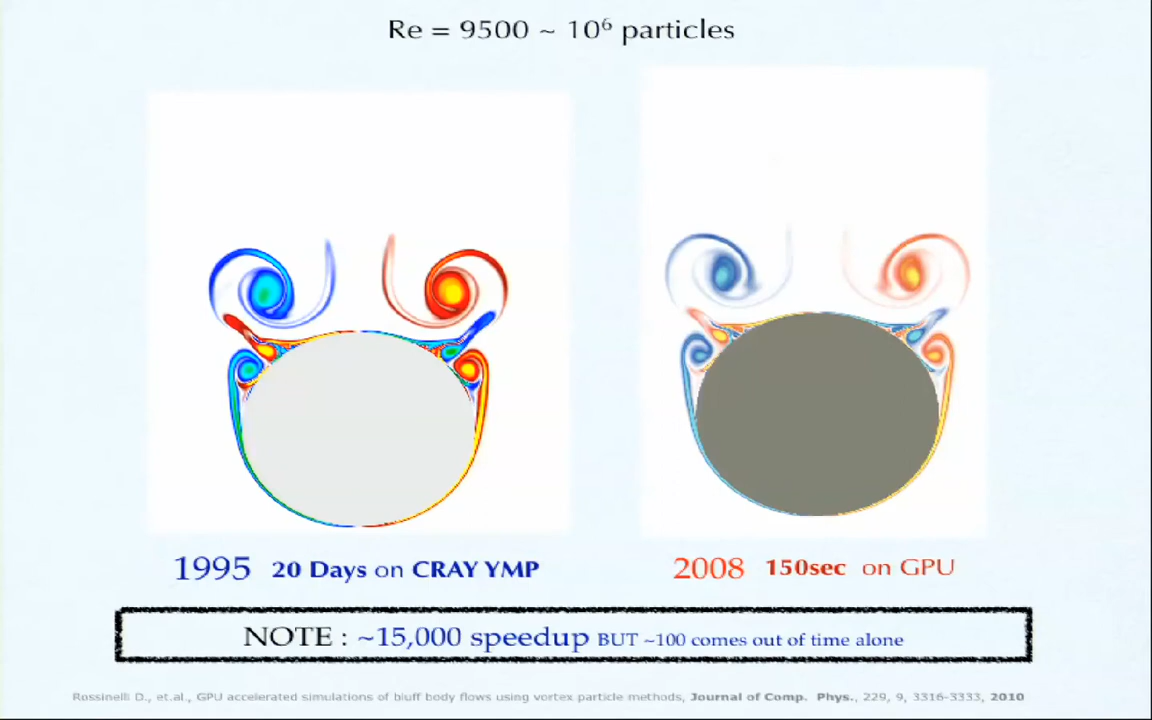 Re = 9500 ~ 10⁶ particles
1995 20 Days on CRAY YMP
2008 150sec on GPU
NOTE : ~15,000 speedup BUT ~100 comes out of time alone
Rossinelli D., et.al., GPU accelerated simulations of bluff body flows using vortex particle methods, Journal of Comp. Phys., 229, 9, 3316-3333, 2010